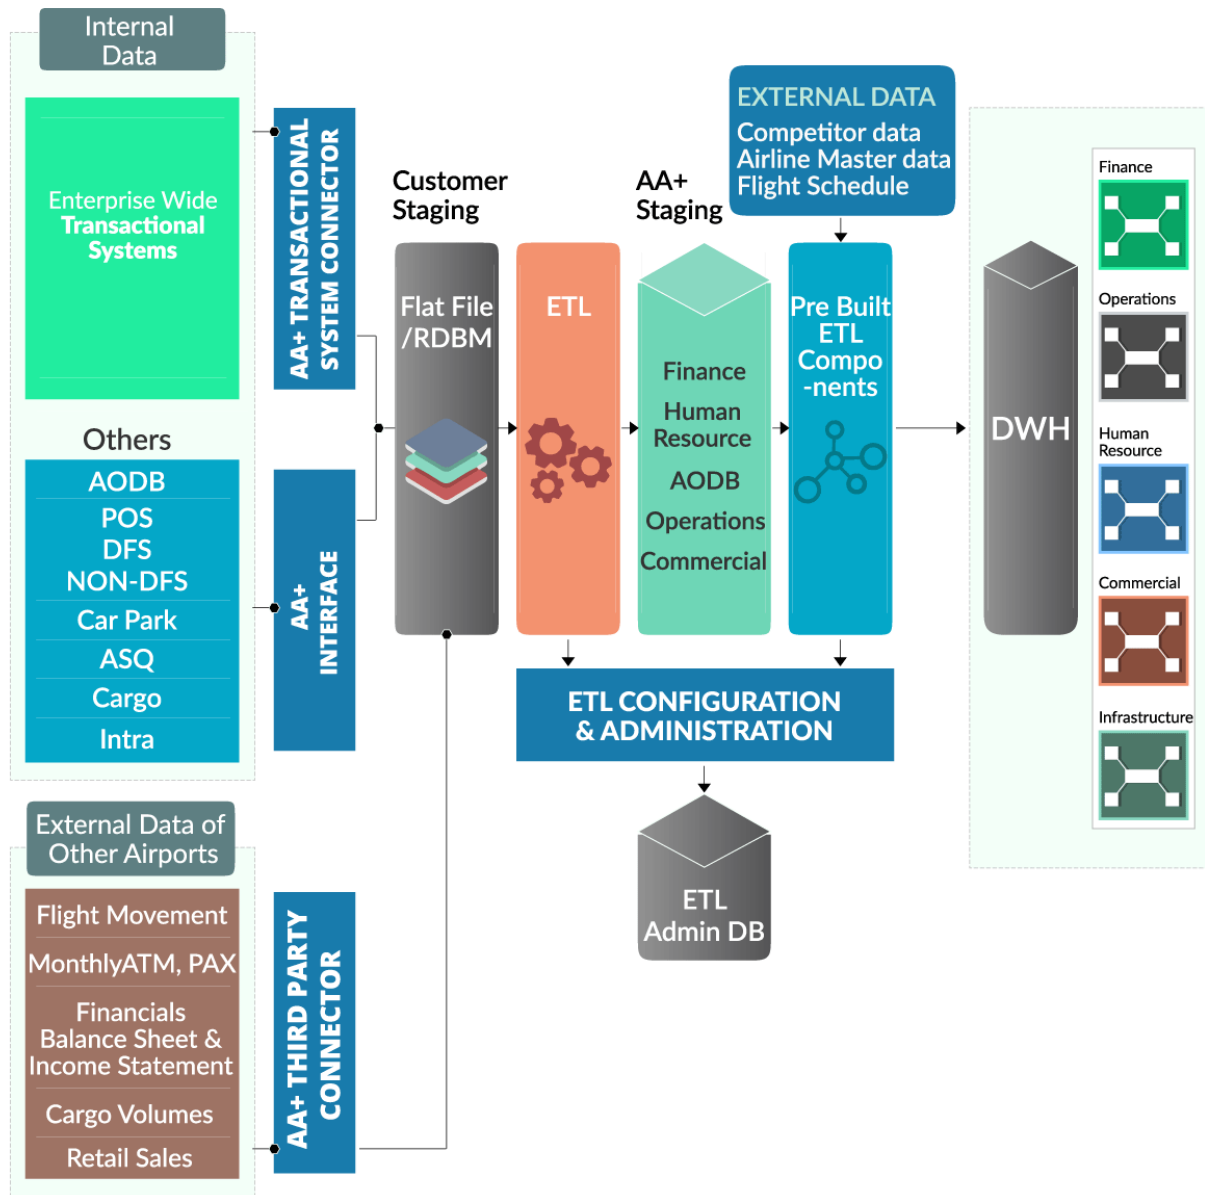 Internal
Data
Enterprise Wide
Transactional
Systems
Others
AODB
POS
DFS
NON-DFS
Car Park
ASQ
Cargo
Intra
External Data of
Other Airports
Flight Movement
MonthlyATM, PAX
Financials
Balance Sheet &
Income Statement
Cargo Volumes
Retail Sales
AA+ TRANSACTIONAL
SYSTEM CONNECTOR
AA+
INTERFACE
AA+ THIRD PARTY
CONNECTOR
Customer
Staging
Flat File
/RDBM
ETL
AA+
Staging
Finance
Human
Resource
AODB
Operations
Commercial
EXTERNAL DATA
Competitor data
Airline Master data
Flight Schedule
Pre Built
ETL
Compo
-nents
ETL CONFIGURATION
& ADMINISTRATION
ETL
Admin DB
DWH
Finance
Operations
Human
Resource
Commercial
Infrastructure